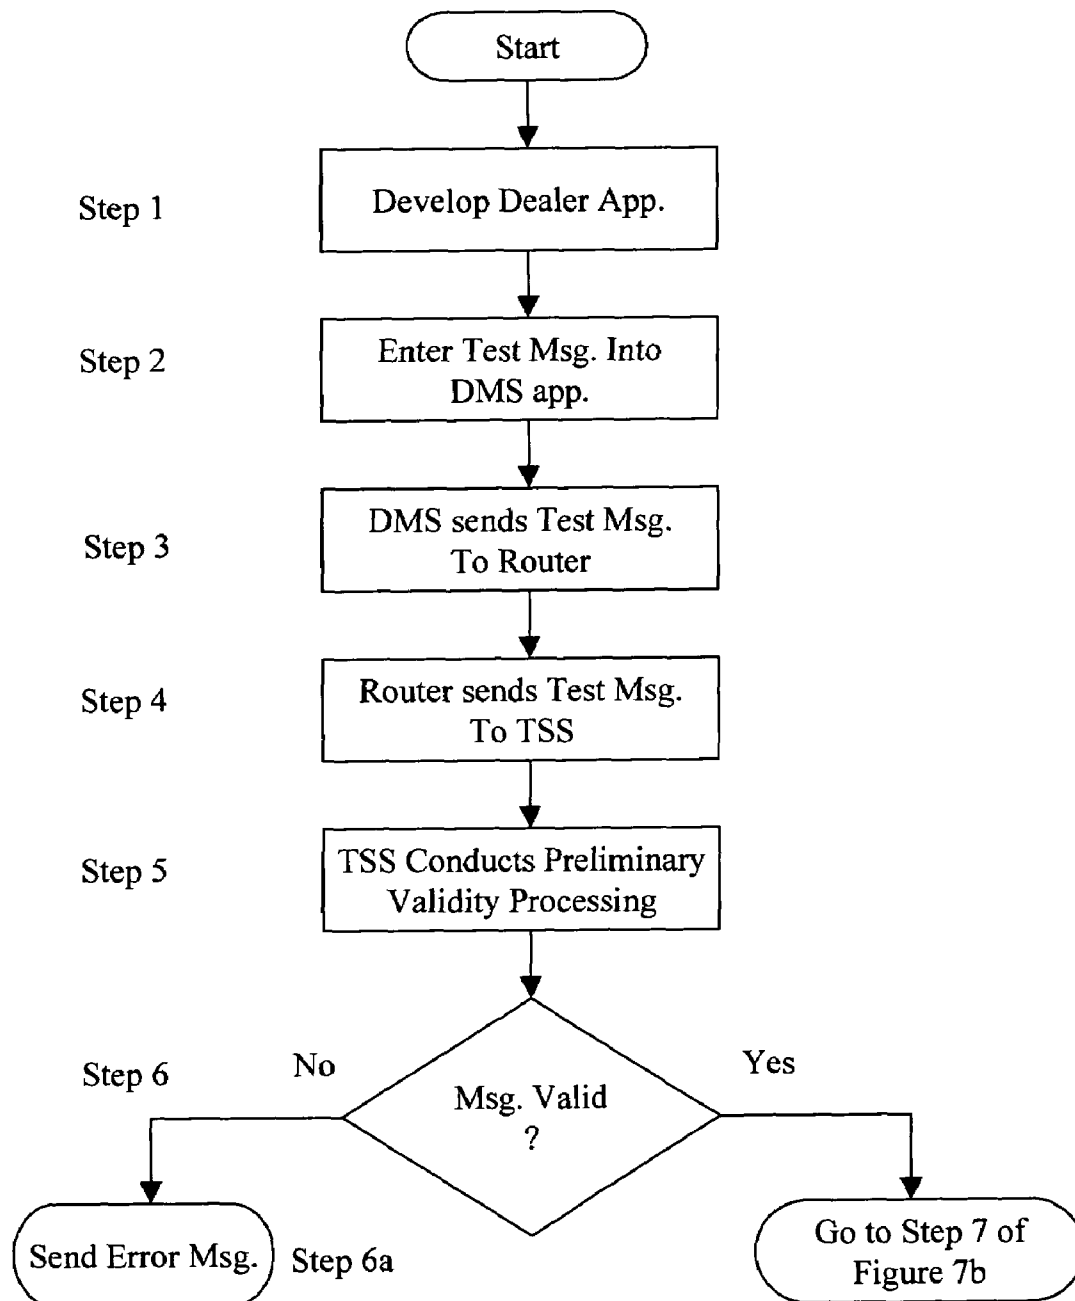 Start
Step 1
Develop Dealer App.
Step 2
Enter Test Msg. Into
DMS app.
Step 3
DMS sends Test Msg.
To Router
Step 4
Router sends Test Msg.
To TSS
Step 5
TSS Conducts Preliminary
Validity Processing
Step 6
No
Yes
Msg. Valid
?
Send Error Msg.
Step 6a
Go to Step 7 of
Figure 7b